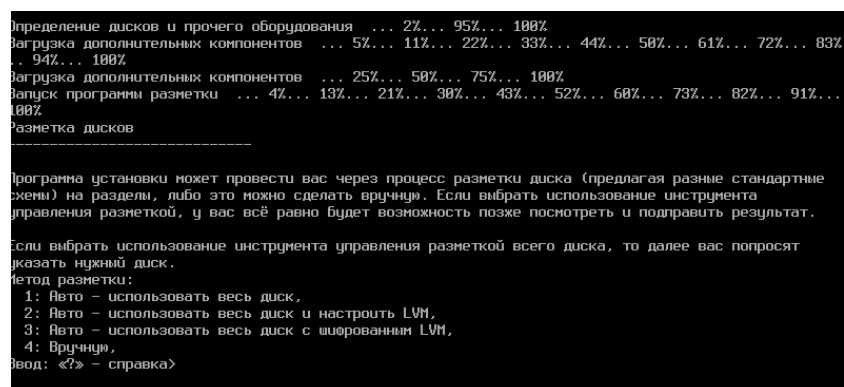 Определение дисков и прочего оборудования  ... 2%... 95%... 100%
Загрузка дополнительных компонентов  ... 5%... 11%... 22%... 33%... 44%... 50%... 61%... 72%... 83%
.. 94%... 100%
Загрузка дополнительных компонентов  ... 25%... 50%... 75%... 100%
Запуск программы разметки  ... 4%... 13%... 21%... 30%... 43%... 52%... 60%... 73%... 82%... 91%...
100%
Разметка дисков
------------------------------
Программа установки может провести вас через процесс разметки диска (предлагая разные стандартные
схемы) на разделы, либо это можно сделать вручную. Если выбрать использование инструмента
управления разметкой, у вас всё равно будет возможность позже посмотреть и подправить результат.
Если выбрать использование инструмента управления разметкой всего диска, то далее вас попросят
указать нужный диск.
Метод разметки:
1: Авто – использовать весь диск,
2: Авто – использовать весь диск и настроить LVM,
3: Авто – использовать весь диск с шифрованным LVM,
4: Вручную,
Ввод: «?» – справка>